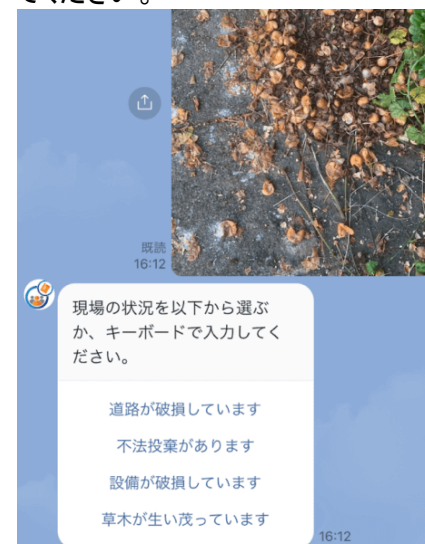 てください。
既読
16:12
現場の状況を以下から選ぶ
か、キーボードで入力してく
ださい。
道路が破損しています
不法投棄があります
設備が破損しています
草木が生い茂っています
16:12